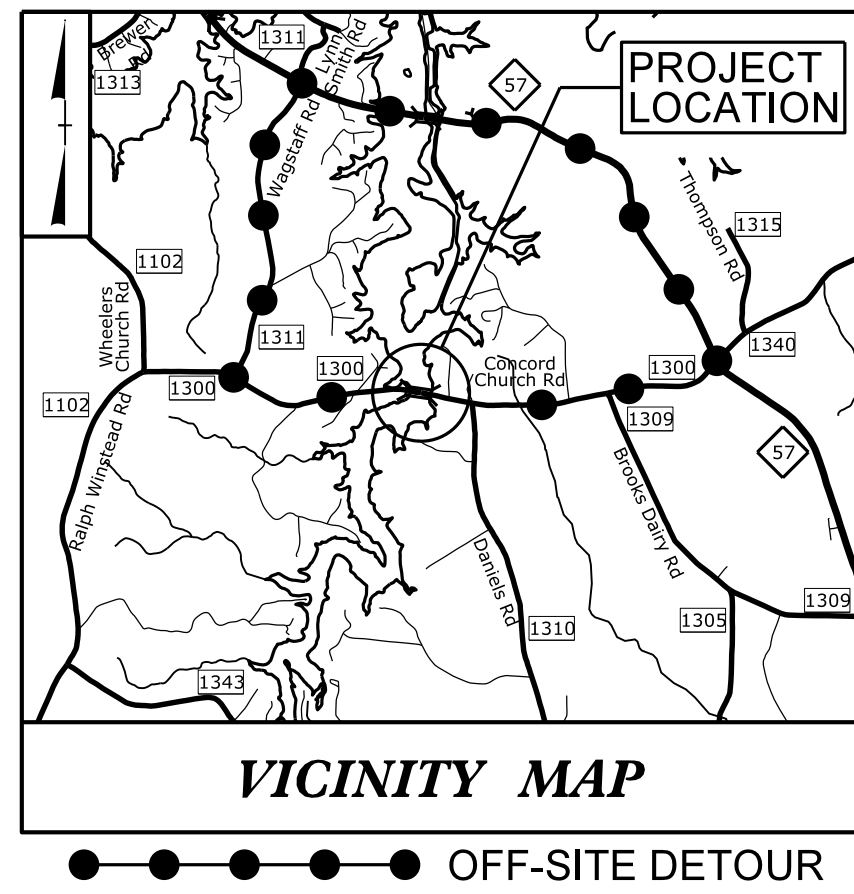 Brewer
Rd
1313
1311
Lynn
Smith Rd
57
PROJECT
LOCATION
Wagstaff Rd
Thompson Rd
1315
1102
Wheelers
Church Rd
1311
1340
1300
1300
Concord
Church Rd
1300
1102
Ralph Winstead Rd
1309
57
Brooks Dairy Rd
Daniels Rd
1310
1305
1309
1343
VICINITY MAP
OFF-SITE DETOUR